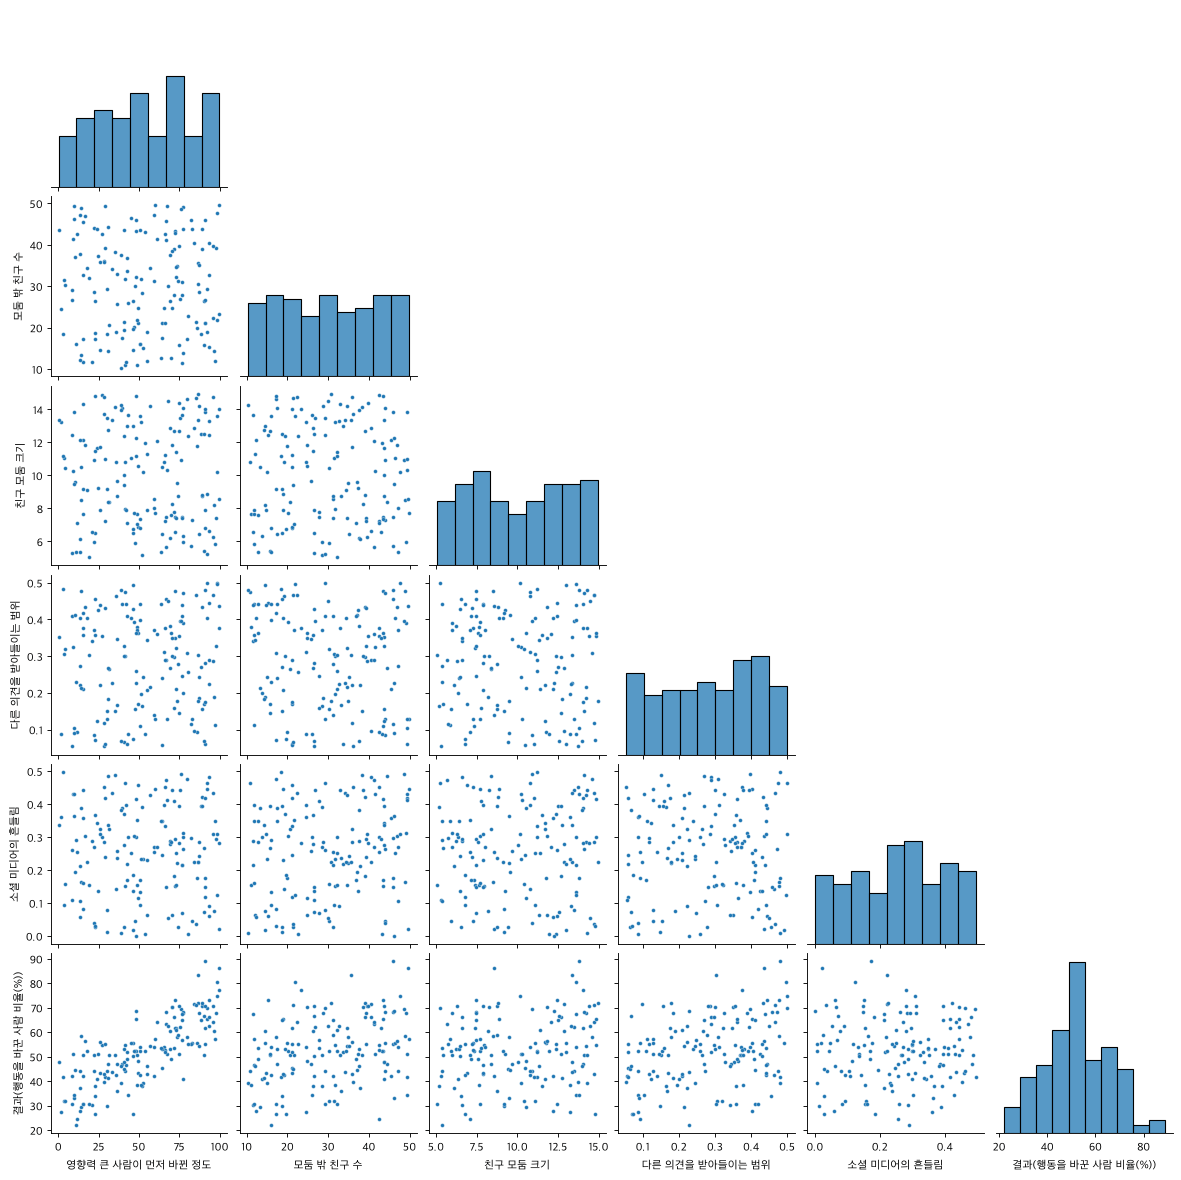 50
40
30
20
10
모둠 밖 친구 수
14
12
10
8
6
친구 모둠 크기
0.5
0.4
0.3
0.2
0.1
다른 의견을 받아들이는 범위
0.5
0.4
0.3
0.2
0.1
0.0
소셜 미디어의 흔들림
90
80
70
60
50
40
30
20
결과(행동을 바꾼 사람 비율(%))
0 25 50 75 100
10 20 30 40 50
5.0 7.5 10.0 12.5 15.0
0.1 0.2 0.3 0.4 0.5
0.0 0.2 0.4
20 40 60 80
영향력 큰 사람이 먼저 바뀐 정도
모둠 밖 친구 수
친구 모둠 크기
다른 의견을 받아들이는 범위
소셜 미디어의 흔들림
결과(행동을 바꾼 사람 비율(%))